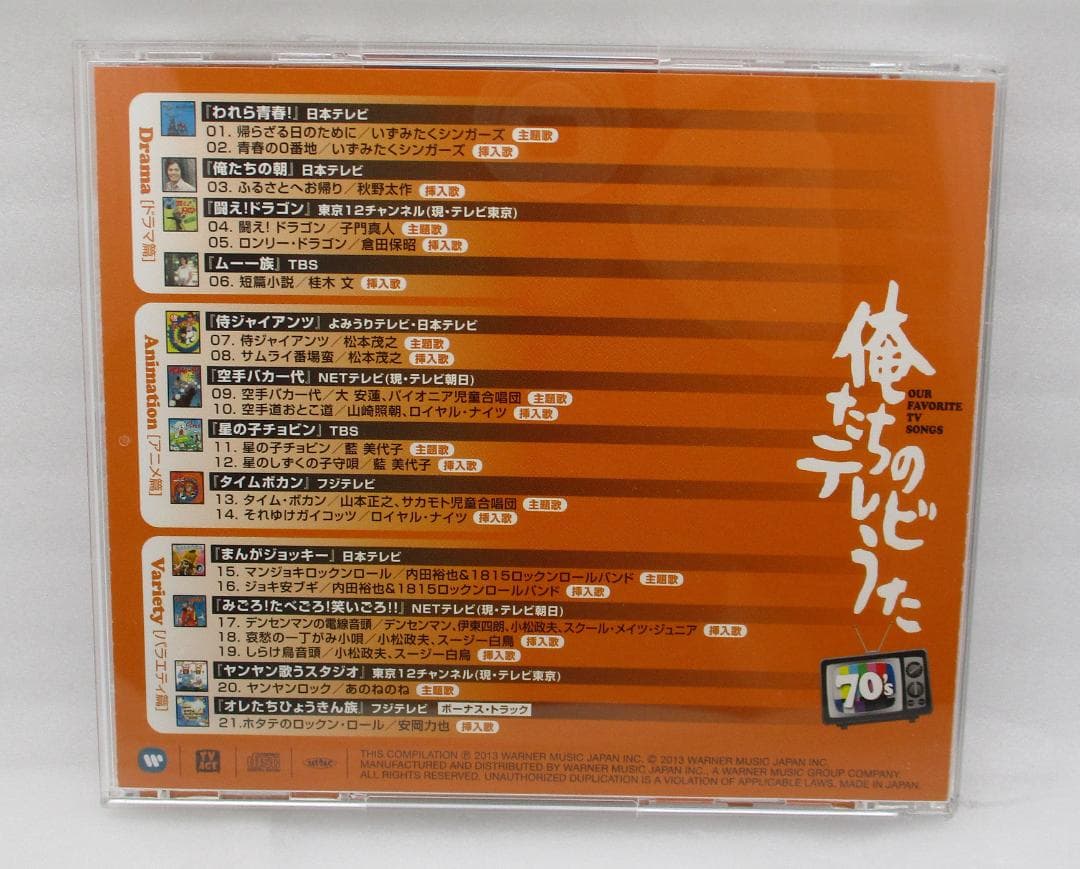 Drama [ドラマ篇]
『われら青春!』日本テレビ
01. 帰らざる日のために/いずみたくシンガーズ 主題歌
02. 青春の0番地/いずみたくシンガーズ 挿入歌
『俺たちの朝』日本テレビ
03. ふるさとへお帰り/秋野太作 挿入歌
『闘え!ドラゴン』東京12チャンネル(現・テレビ東京)
04. 闘え! ドラゴン/子門真人 主題歌
05. ロンリー・ドラゴン/倉田保昭 挿入歌
『ムー一族』TBS
06. 短篇小説/桂木 文 挿入歌
Animation [アニメ篇]
『侍ジャイアンツ』よみうりテレビ・日本テレビ
07. 侍ジャイアンツ/松本茂之 主題歌
08. サムライ番場蛮/松本茂之 挿入歌
『空手バカ一代』NETテレビ(現・テレビ朝日)
09. 空手バカ一代/大 安蓮、パイオニア児童合唱団 主題歌
10. 空手道おとこ道/山崎照朝、ロイヤル・ナイツ 挿入歌
『星の子チョビン』TBS
11. 星の子チョビン/藍 美代子 主題歌
12. 星のしずくの子守唄/藍 美代子 挿入歌
『タイムボカン』フジテレビ
13. タイム・ボカン/山本正之、サカモト児童合唱団 主題歌
14. それゆけガイコッツ/ロイヤル・ナイツ 挿入歌
Variety [バラエティ篇]
『まんがジョッキー』日本テレビ
15. マンジョキロックンロール/内田裕也&1815ロックンロールバンド 主題歌
16. ジョキ安ブギ/内田裕也&1815ロックンロールバンド 挿入歌
『みごろ!たべごろ!笑いごろ!!』NETテレビ(現・テレビ朝日)
17. デンセンマンの電線音頭/デンセンマン、伊東四朗、小松政夫、スクール・メイツ・ジュニア 挿入歌
18. 哀愁の一丁がみ小唄/小松政夫、スージー白鳥 挿入歌
19. しらけ鳥音頭/小松政夫、スージー白鳥 挿入歌
『ヤンヤン歌うスタジオ』東京12チャンネル(現・テレビ東京)
20. ヤンヤンロック/あのねのね 主題歌
『オレたちひょうきん族』フジテレビ ボーナス・トラック
21.ホタテのロックン・ロール/安岡力也 挿入歌
俺たちの
テレビ
うた
OUR
FAVORITE
TV
SONGS
70's
TV AGE
THIS COMPILATION ℗ 2013 WARNER MUSIC JAPAN INC. © 2013 WARNER MUSIC JAPAN INC.
MANUFACTURED AND DISTRIBUTED BY WARNER MUSIC JAPAN INC., A WARNER MUSIC GROUP COMPANY.
ALL RIGHTS RESERVED. UNAUTHORIZED DUPLICATION IS A VIOLATION OF APPLICABLE LAWS. MADE IN JAPAN.